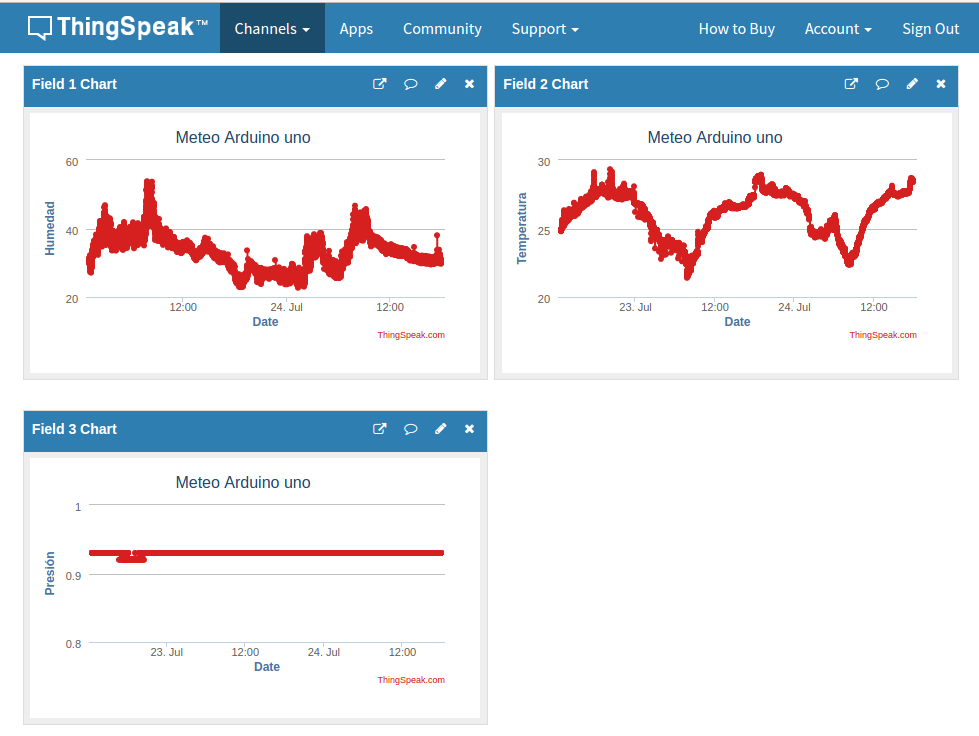 ThingSpeak™ Channels Apps Community Support How to Buy Account Sign Out
Field 1 Chart
Meteo Arduino uno
Humedad
60
40
20
12:00 24. Jul 12:00
Date
ThingSpeak.com
Field 2 Chart
Meteo Arduino uno
Temperatura
30
25
20
23. Jul 12:00 24. Jul 12:00
Date
ThingSpeak.com
Field 3 Chart
Meteo Arduino uno
Presión
1
0.9
0.8
23. Jul 12:00 24. Jul 12:00
Date
ThingSpeak.com